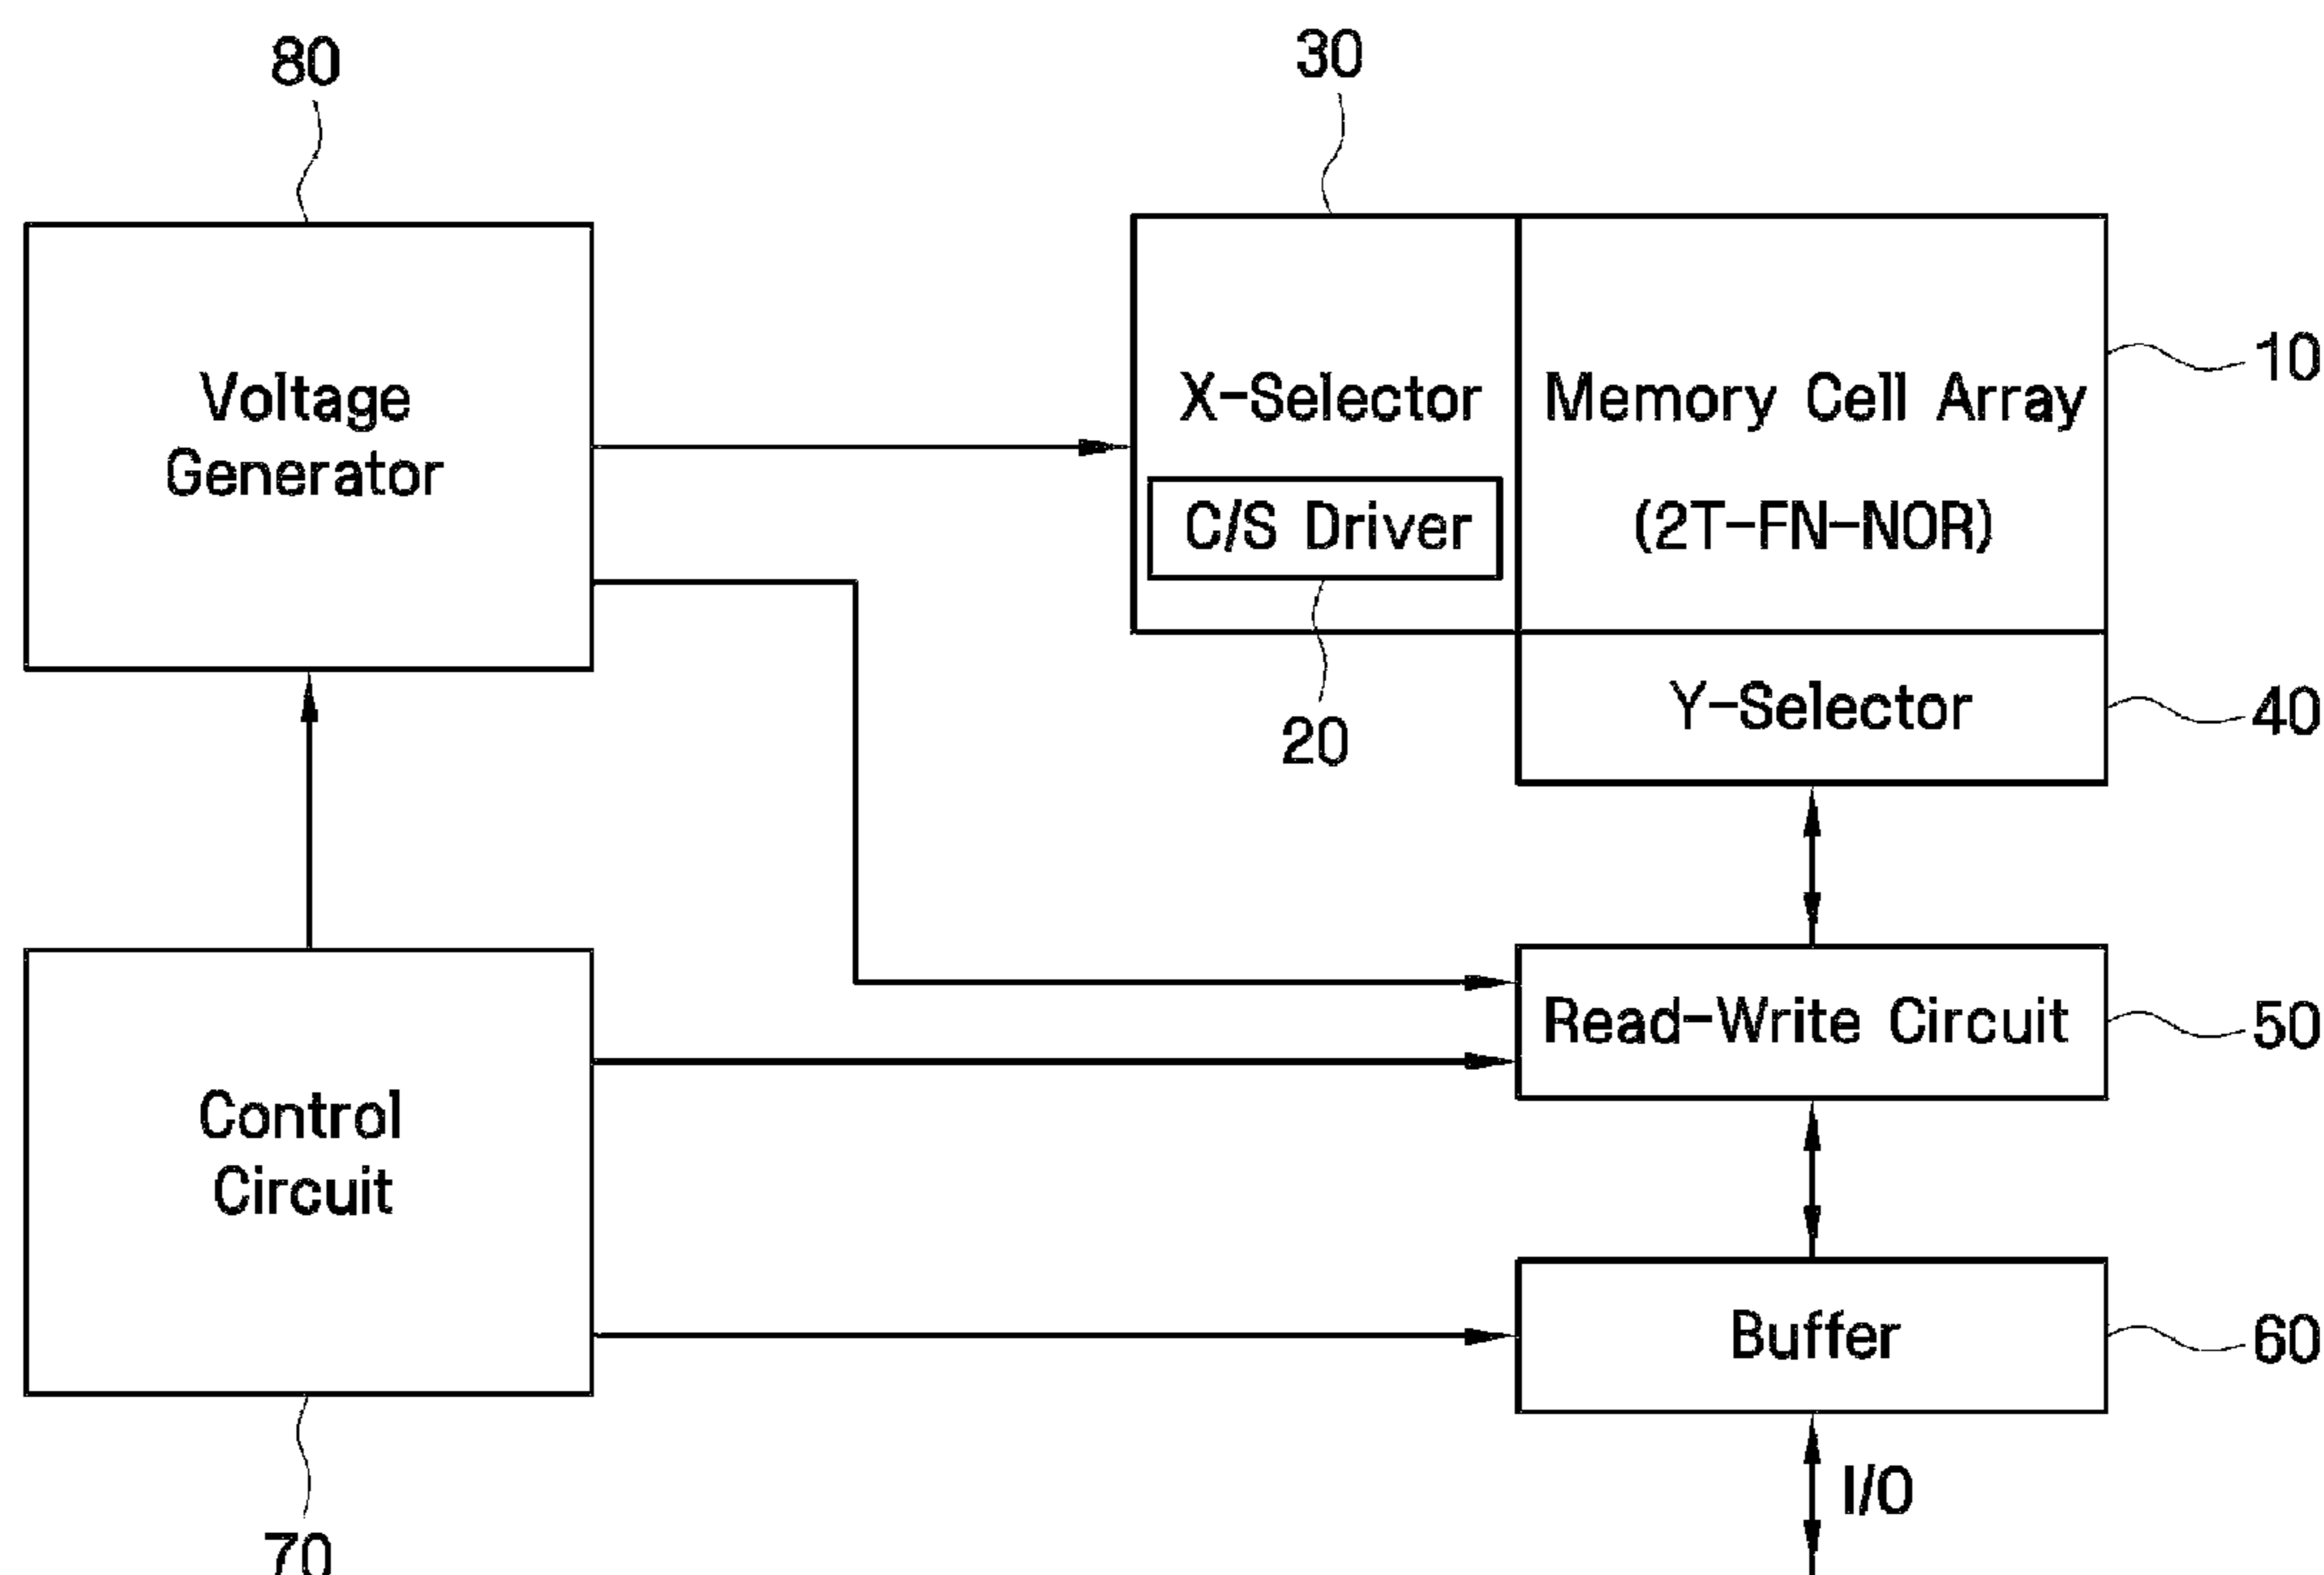 80
30
Voltage
Generator
X-Selector
C/S Driver
20
Memory Cell Array
(2T-FN-NOR)
10
Y-Selector
40
Read-Write Circuit
50
Control
Circuit
70
Buffer
60
I/O